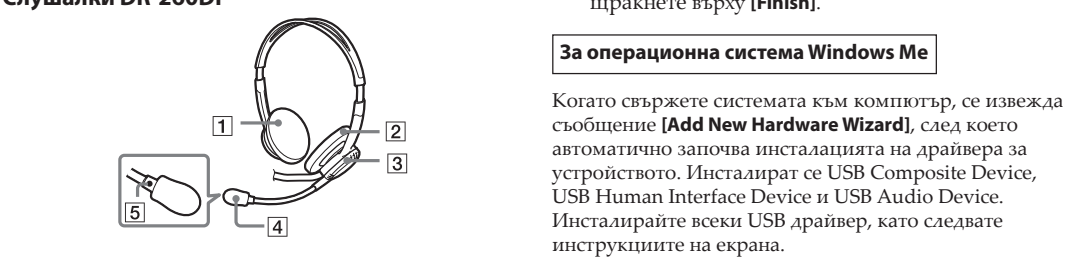 Слушалки DR-260DP
1
2
3
4
5
щракнете върху [Finish].
За операционна система Windows Me
Когато свържете системата към компютър, се извежда
съобщение [Add New Hardware Wizard], след което
автоматично започва инсталацията на драйвера за
устройството. Инсталират се USB Composite Device,
USB Human Interface Device и USB Audio Device.
Инсталирайте всеки USB драйвер, като следвате
инструкциите на екрана.